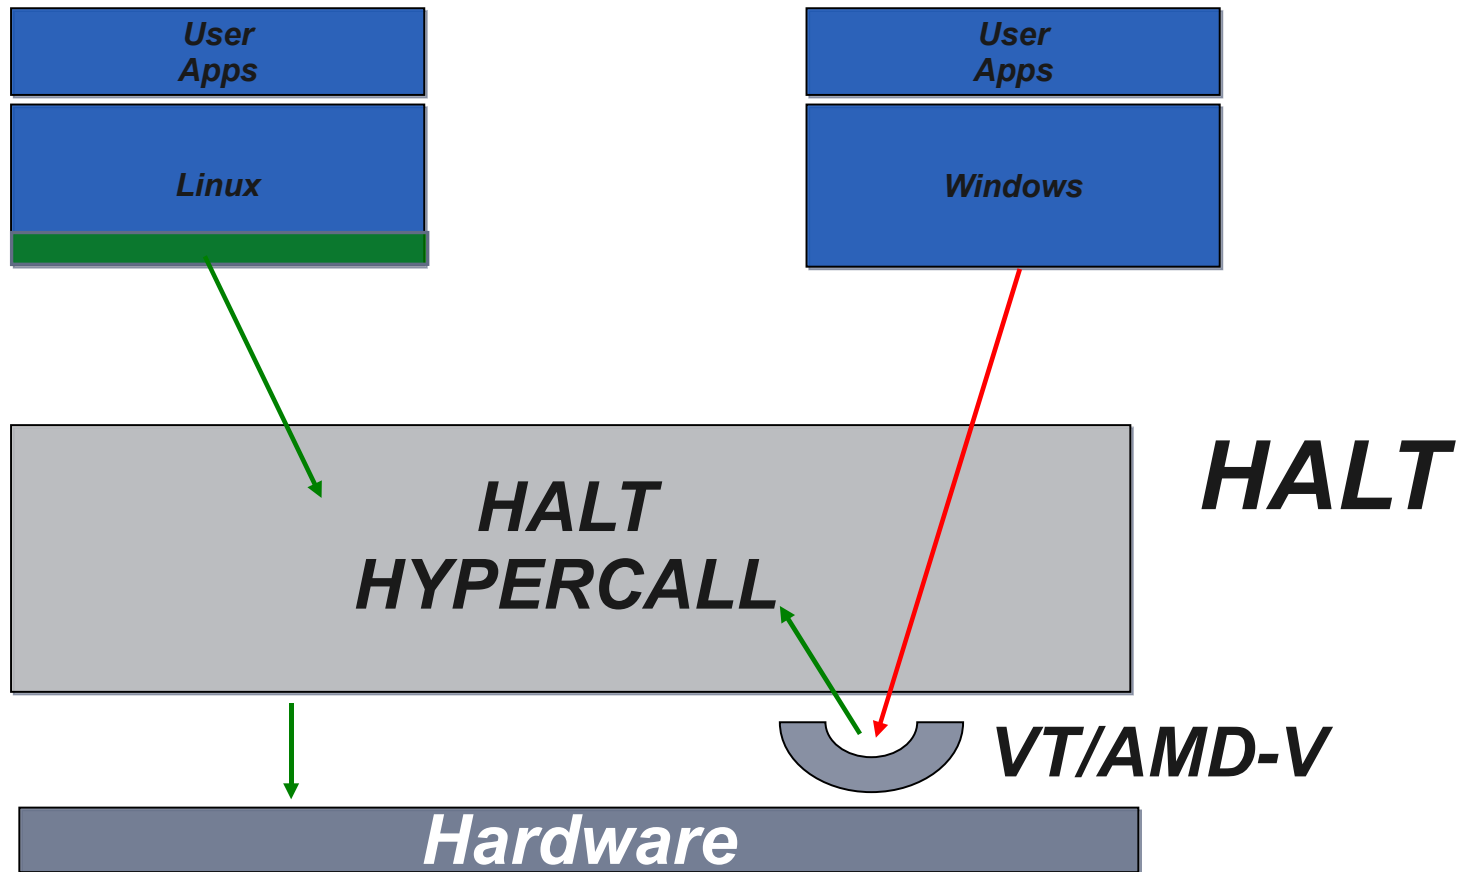 User
Apps
User
Apps
Linux
Windows
HALT
HALT
HYPERCALL
VT/AMD-V
Hardware